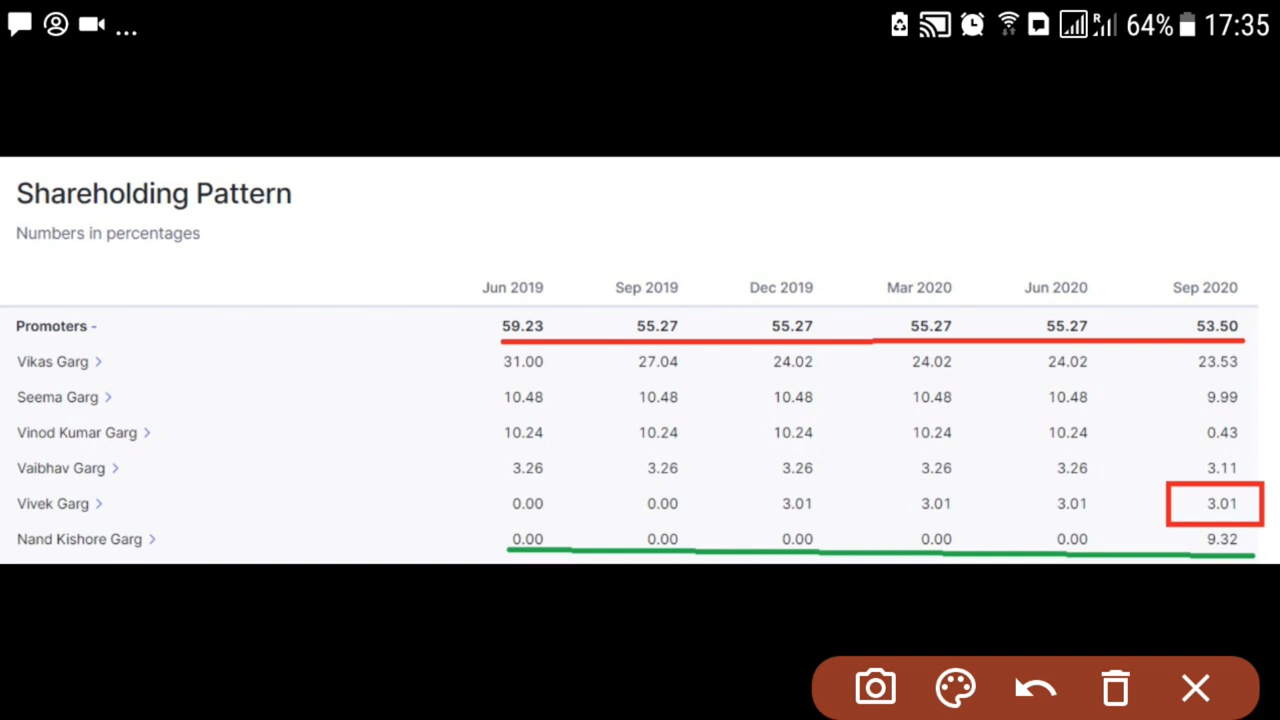 ... R 64% 17:35
Shareholding Pattern
Numbers in percentages
Jun 2019 Sep 2019 Dec 2019 Mar 2020 Jun 2020 Sep 2020
Promoters - 59.23 55.27 55.27 55.27 55.27 53.50
Vikas Garg > 31.00 27.04 24.02 24.02 24.02 23.53
Seema Garg > 10.48 10.48 10.48 10.48 10.48 9.99
Vinod Kumar Garg > 10.24 10.24 10.24 10.24 10.24 0.43
Vaibhav Garg > 3.26 3.26 3.26 3.26 3.26 3.11
Vivek Garg > 0.00 0.00 3.01 3.01 3.01 3.01
Nand Kishore Garg > 0.00 0.00 0.00 0.00 0.00 9.32